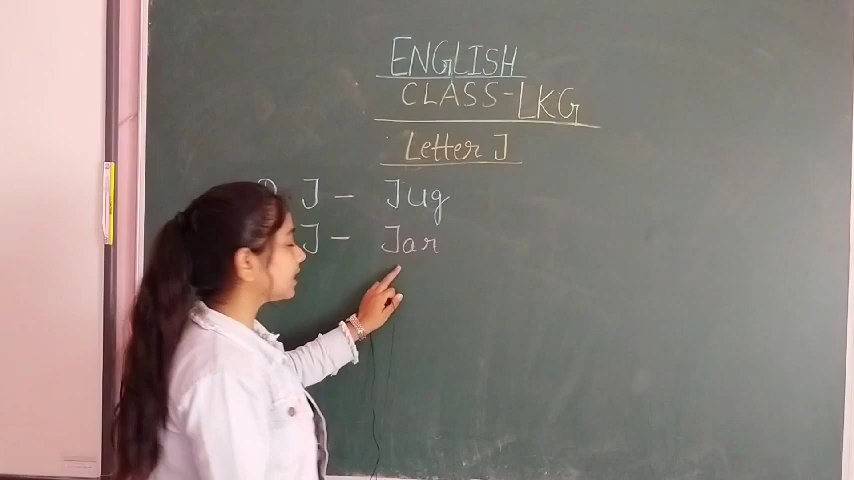 ENGLISH
CLASS-LKG
Letter J
J - Jug
J - Jar